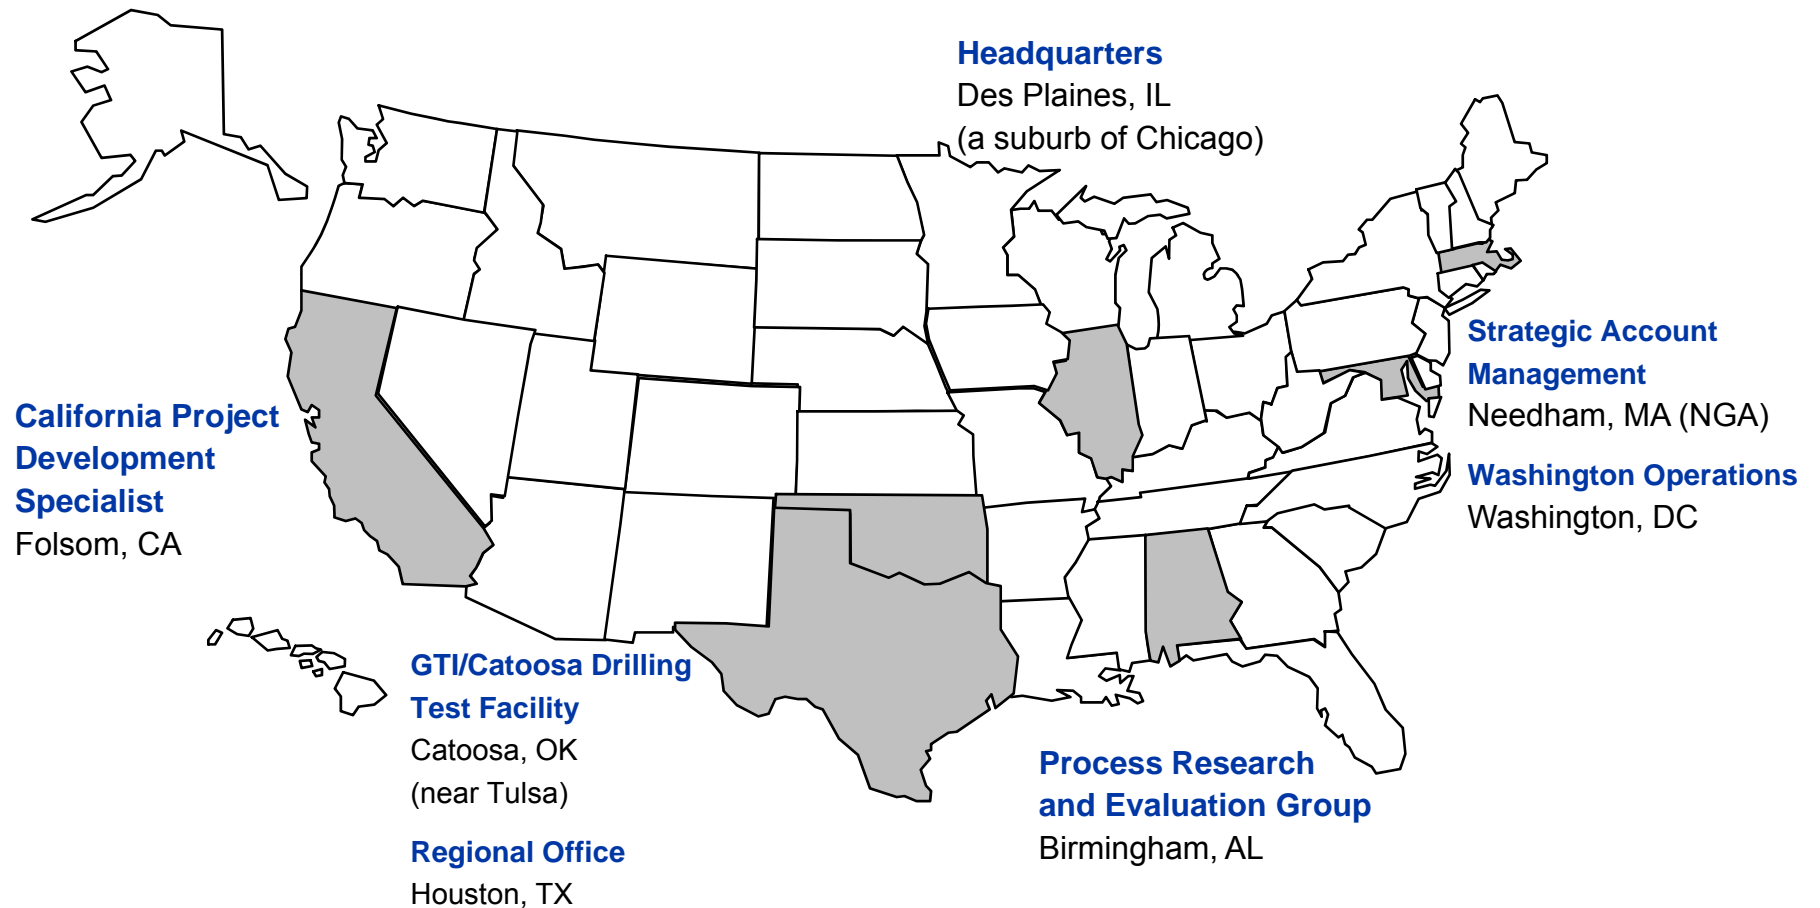 Headquarters
Des Plaines, IL
(a suburb of Chicago)
Strategic Account
Management
Needham, MA (NGA)
Washington Operations
Washington, DC
California Project
Development
Specialist
Folsom, CA
GTI/Catoosa Drilling
Test Facility
Catoosa, OK
(near Tulsa)
Regional Office
Houston, TX
Process Research
and Evaluation Group
Birmingham, AL